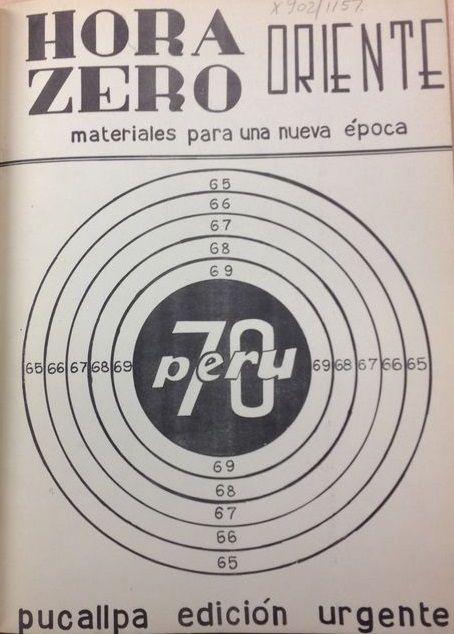 X902/1157.
HORA
ZERO
ORIENTE
materiales para una nueva época
65
66
67
68
69
65 66 67 68 69
70
peru
69 68 67 66 65
69
68
67
66
65
pucallpa edición urgente